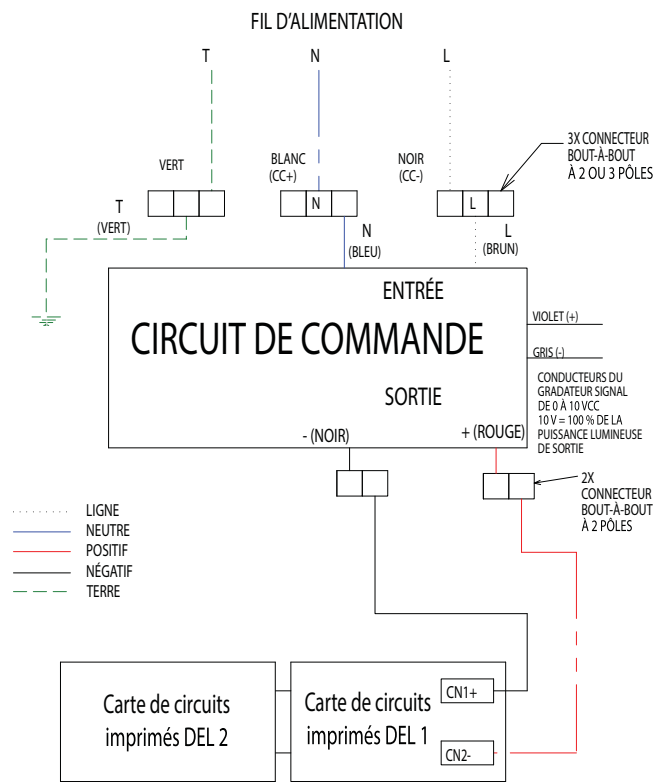 FIL D'ALIMENTATION
T
N
L
VERT
BLANC
(CC+)
NOIR
(CC-)
3X CONNECTEUR
BOUT-À-BOUT
À 2 OU 3 PÔLES
T
(VERT)
N
L
N
(BLEU)
L
(BRUN)
ENTRÉE
CIRCUIT DE COMMANDE
SORTIE
- (NOIR)
+ (ROUGE)
VIOLET (+)
GRIS (-)
CONDUCTEURS DU
GRADATEUR SIGNAL
DE 0 À 10 VCC
10 V = 100 % DE LA
PUISSANCE LUMINEUSE
DE SORTIE
2X
CONNECTEUR
BOUT-À-BOUT
À 2 PÔLES
LIGNE
NEUTRE
POSITIF
NÉGATIF
TERRE
Carte de circuits
imprimés DEL 2
Carte de circuits
imprimés DEL 1
CN1+
CN2-